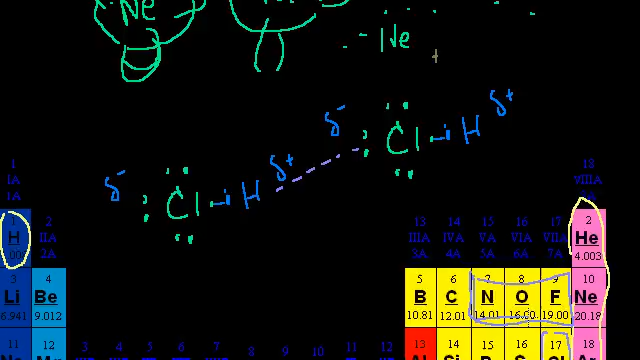 :Ne
- Ne
+
δ- :Cl-H δ+
δ- :Cl-H δ+
1 18
IA VIIIA
1A
1 2 13 14 15 16 17 2
H IIA IIIA IVA VA VIA VIIA He
2A 3A 4A 5A 6A 7A 4.003
3 4 5 6 7 8 9 10
Li Be B C N O F Ne
6.941 9.012 10.81 12.01 14.01 16.00 19.00 20.18
11 12 3 4 5 6 7 8 9 10 11 12 13 14 15 16 17 18
Al Si P S Cl Ar